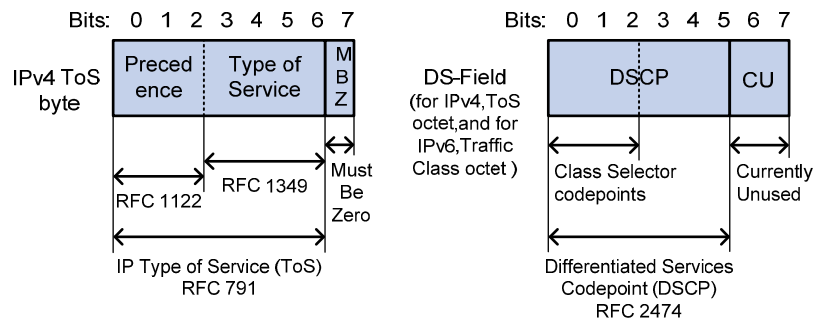 Bits: 0 1 2 3 4 5 6 7
IPv4 ToS
byte
Preced
ence
Type of
Service
M
B
Z
RFC 1122
RFC 1349
Must
Be
Zero
IP Type of Service (ToS)
RFC 791
Bits: 0 1 2 3 4 5 6 7
DS-Field
(for IPv4,ToS
octet,and for
IPv6,Traffic
Class octet )
DSCP
CU
Class Selector
codepoints
Currently
Unused
Differentiated Services
Codepoint (DSCP)
RFC 2474